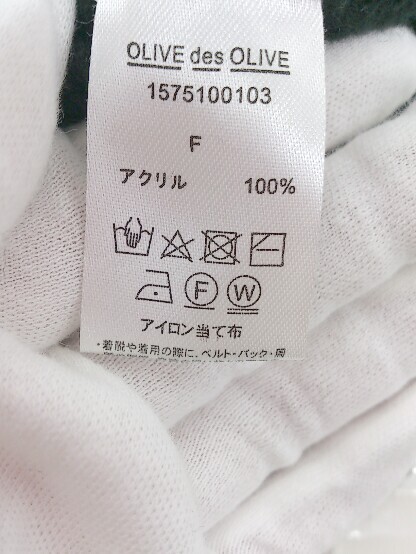 OLIVE des OLIVE
1575100103
F
アクリル 100%
F W
アイロン当て布
・着脱や着用の際に、ベルト・バック・